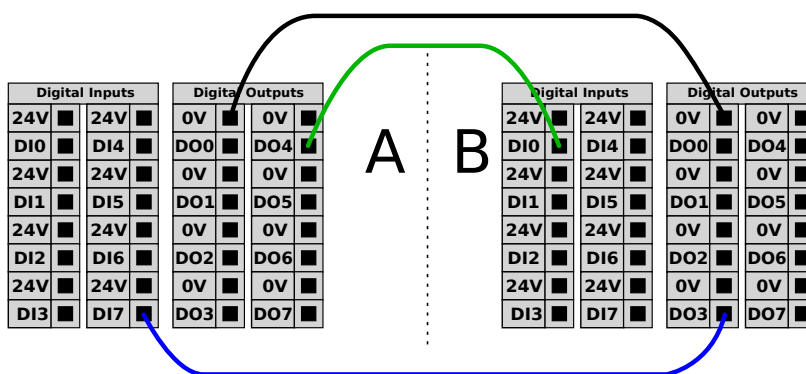 Digital Inputs Digital Outputs Digital Inputs Digital Outputs
24V 24V 0V 0V 24V 24V 0V 0V
DI0 DI4 DO0 DO4 A B DI0 DI4 DO0 DO4
24V 24V 0V 0V 24V 24V 0V 0V
DI1 DI5 DO1 DO5 DI1 DI5 DO1 DO5
24V 24V 0V 0V 24V 24V 0V 0V
DI2 DI6 DO2 DO6 DI2 DI6 DO2 DO6
24V 24V 0V 0V 24V 24V 0V 0V
DI3 DI7 DO3 DO7 DI3 DI7 DO3 DO7